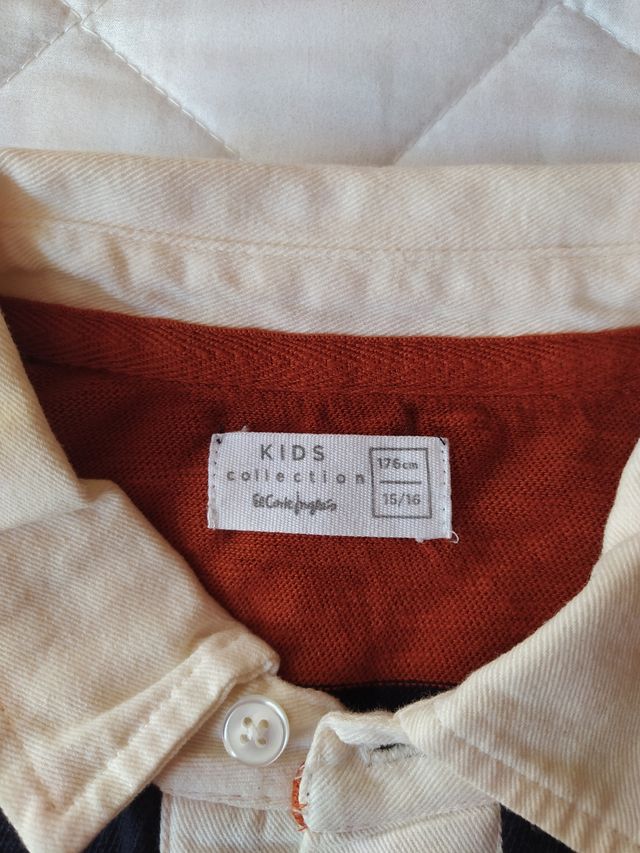 KIDS
collection
El Corte Inglés
176cm
15/16